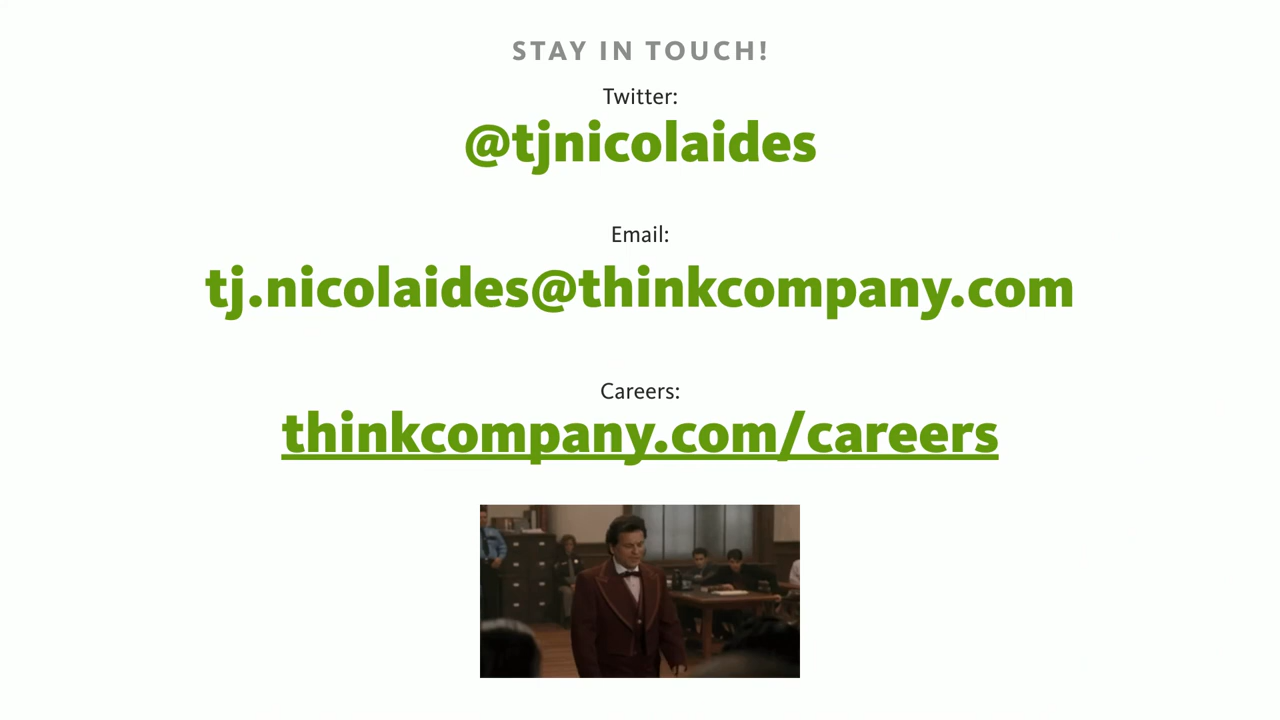 STAY IN TOUCH!
Twitter:
@tjnicolaides
Email:
tj.nicolaides@thinkcompany.com
Careers:
thinkcompany.com/careers